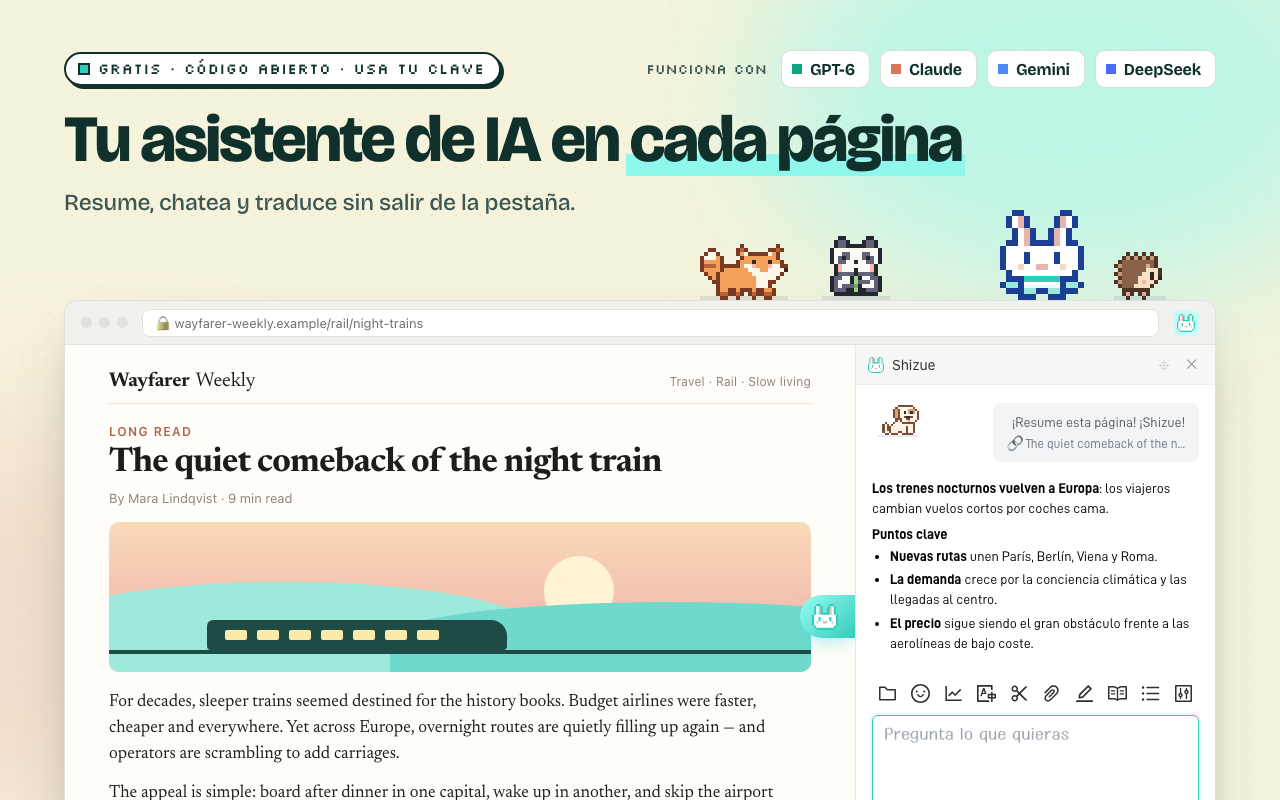 GRATIS · CÓDIGO ABIERTO · USA TU CLAVE
FUNCIONA CON
GPT-6
Claude
Gemini
DeepSeek
Tu asistente de IA en cada página
Resume, chatea y traduce sin salir de la pestaña.
wayfarer-weekly.example/rail/night-trains
Wayfarer Weekly
Travel · Rail · Slow living
LONG READ
The quiet comeback of the night train
By Mara Lindqvist · 9 min read
For decades, sleeper trains seemed destined for the history books. Budget airlines were faster,
cheaper and everywhere. Yet across Europe, overnight routes are quietly filling up again — and
operators are scrambling to add carriages.
The appeal is simple: board after dinner in one capital, wake up in another, and skip the airport
Shizue
¡Resume esta página! ¡Shizue!
The quiet comeback of the n...
Los trenes nocturnos vuelven a Europa: los viajeros
cambian vuelos cortos por coches cama.
Puntos clave
• Nuevas rutas unen París, Berlín, Viena y Roma.
• La demanda crece por la conciencia climática y las
llegadas al centro.
• El precio sigue siendo el gran obstáculo frente a las
aerolíneas de bajo coste.
Pregunta lo que quieras